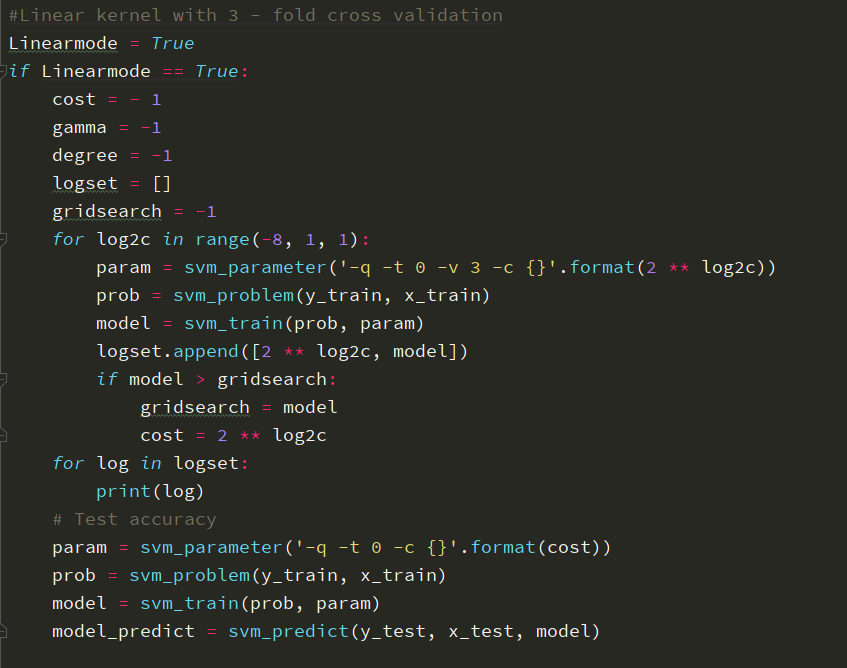 #Linear kernel with 3 - fold cross validation
Linearmode = True
if Linearmode == True:
    cost = - 1
    gamma = -1
    degree = -1
    logset = []
    gridsearch = -1
    for log2c in range(-8, 1, 1):
        param = svm_parameter('-q -t 0 -v 3 -c {}'.format(2 ** log2c))
        prob = svm_problem(y_train, x_train)
        model = svm_train(prob, param)
        logset.append([2 ** log2c, model])
        if model > gridsearch:
            gridsearch = model
            cost = 2 ** log2c
    for log in logset:
        print(log)
    # Test accuracy
    param = svm_parameter('-q -t 0 -c {}'.format(cost))
    prob = svm_problem(y_train, x_train)
    model = svm_train(prob, param)
    model_predict = svm_predict(y_test, x_test, model)